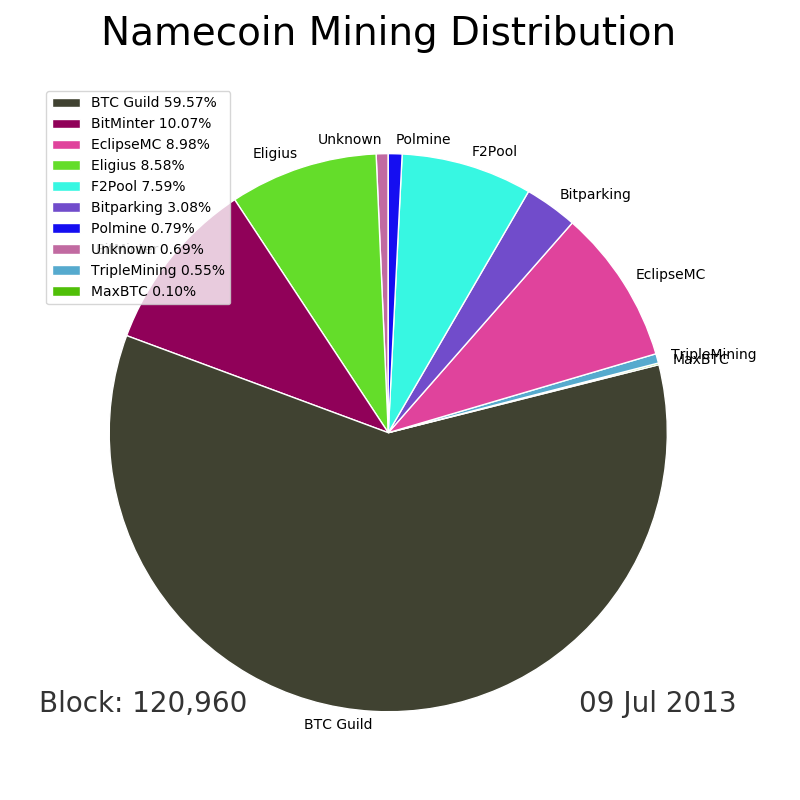 Namecoin Mining Distribution
BTC Guild 59.57%
BitMinter 10.07%
EclipseMC 8.98%
Eligius 8.58%
F2Pool 7.59%
Bitparking 3.08%
Polmine 0.79%
Unknown 0.69%
TripleMining 0.55%
MaxBTC 0.10%
Unknown
Polmine
Eligius
F2Pool
Bitparking
EclipseMC
TripleMining
MaxBTC
BTC Guild
Block: 120,960
09 Jul 2013